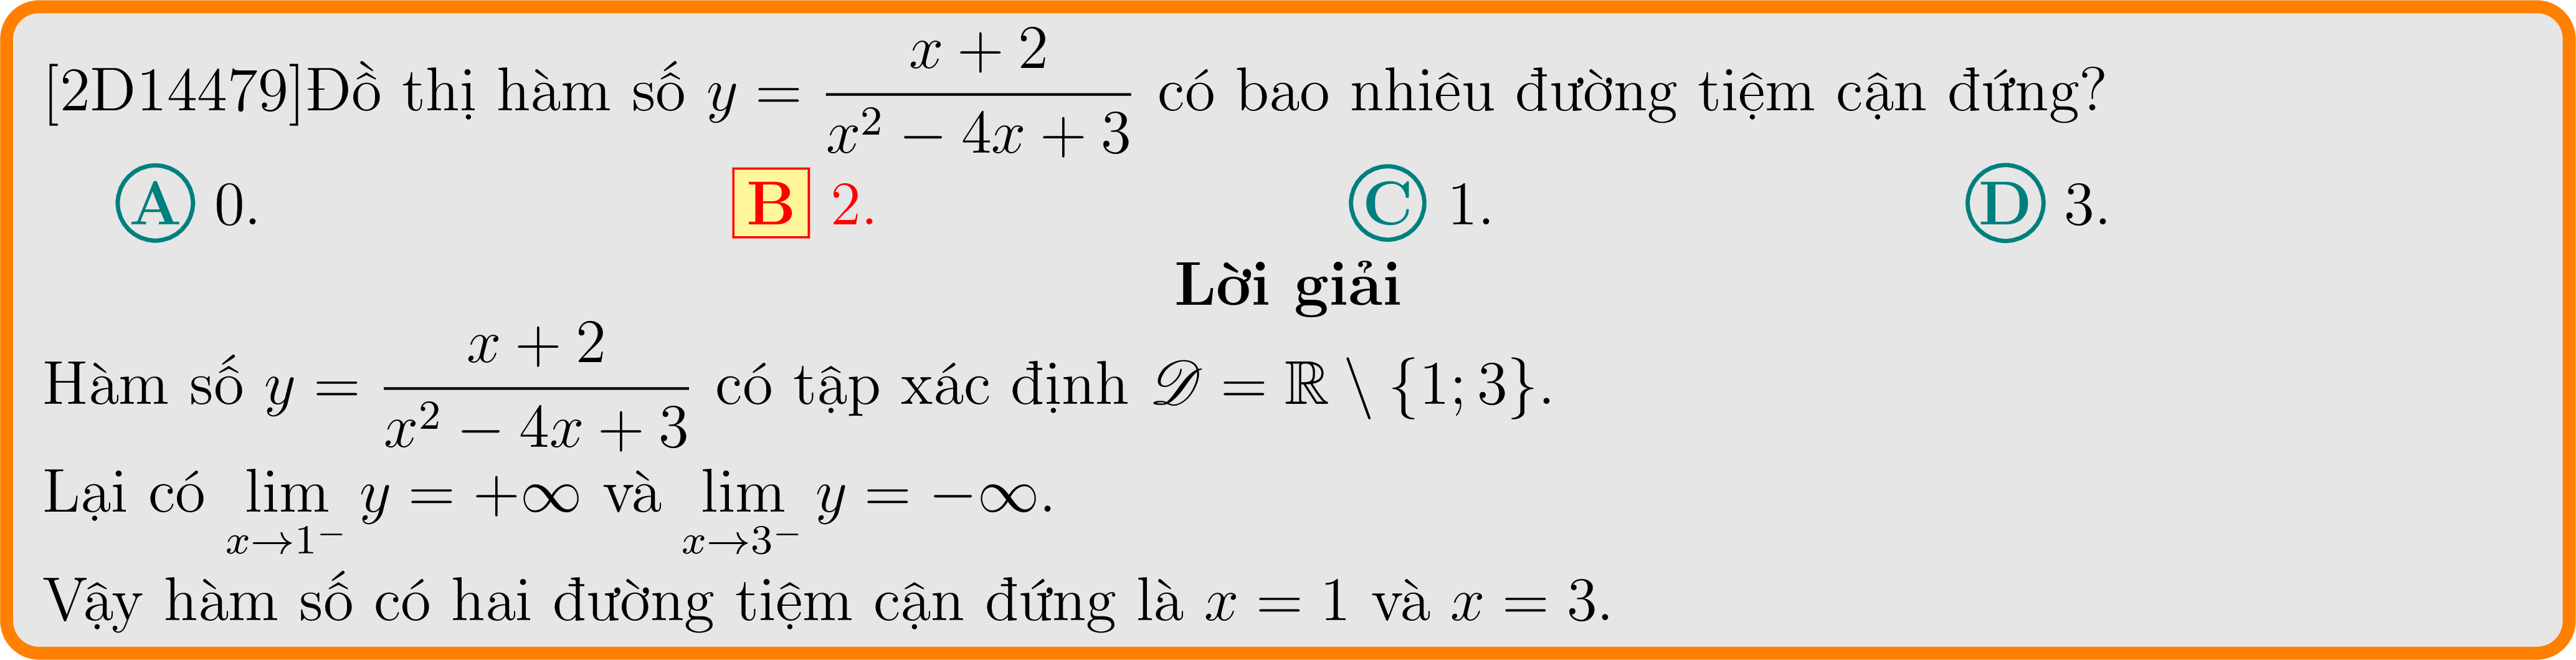 [2D14479]Đồ thị hàm số $y = \dfrac{x+2}{x^2-4x+3}$ có bao nhiêu đường tiệm cận đứng?
A 0. B 2. C 1. D 3.
Lời giải
Hàm số $y = \dfrac{x+2}{x^2-4x+3}$ có tập xác định $\mathscr{D} = \mathbb{R} \setminus \{1; 3\}$.
Lại có $\lim\limits_{x \to 1^-} y = +\infty$ và $\lim\limits_{x \to 3^-} y = -\infty$.
Vậy hàm số có hai đường tiệm cận đứng là $x = 1$ và $x = 3$.